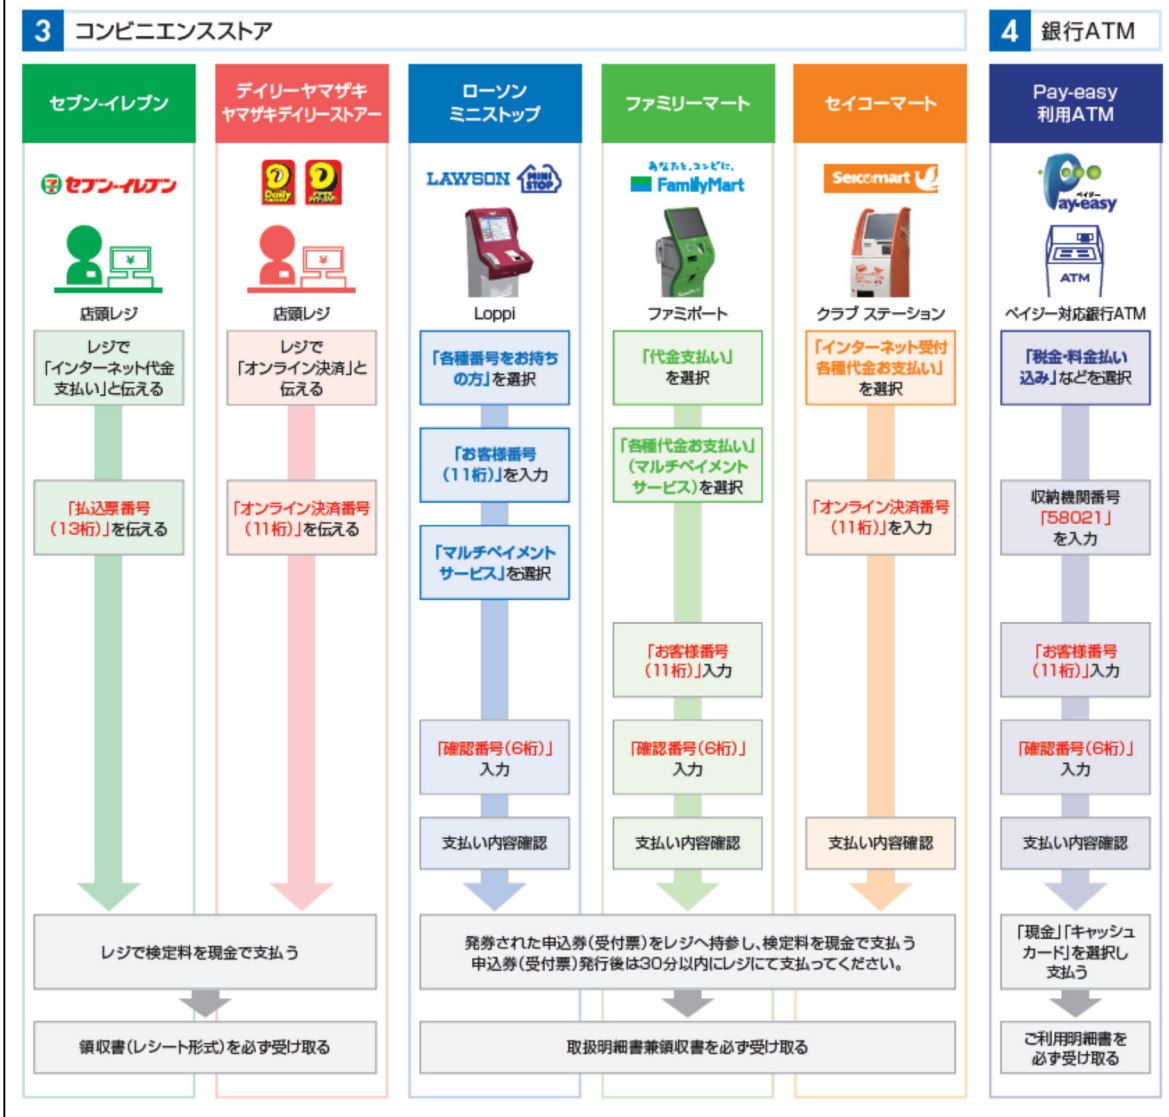 3 コンビニエンスストア
セブン-イレブン
セブン-イレブン
¥
店頭レジ
レジで
「インターネット代金
支払い」と伝える
「払込票番号
(13桁)」を伝える
デイリーヤマザキ
ヤマザキデイリーストアー
Daily
¥
店頭レジ
レジで
「オンライン決済」と
伝える
「オンライン決済番号
(11桁)」を伝える
レジで検定料を現金で支払う
領収書(レシート形式)を必ず受け取る
ローソン
ミニストップ
LAWSON MINI
STOP
Loppi
「各種番号をお持ち
の方」を選択
「お客様番号
(11桁)」を入力
「マルチペイメント
サービス」を選択
「確認番号(6桁)」
入力
支払い内容確認
ファミリーマート
あなたと、コンビに、
FamilyMart
ファミポート
「代金支払い」
を選択
「各種代金お支払い」
(マルチペイメント
サービス)を選択
「お客様番号
(11桁)」入力
「確認番号(6桁)」
入力
支払い内容確認
セイコーマート
Seicomart
クラブ ステーション
「インターネット受付
各種代金お支払い」
を選択
「オンライン決済番号
(11桁)」を入力
支払い内容確認
発券された申込券(受付票)をレジへ持参し、検定料を現金で支払う
申込券(受付票)発行後は30分以内にレジにて支払ってください。
取扱明細書兼領収書を必ず受け取る
4 銀行ATM
Pay-easy
利用ATM
ペイジー
Pay-easy
ATM
ペイジー対応銀行ATM
「税金・料金払い
込み」などを選択
収納機関番号
「58021」
を入力
「お客様番号
(11桁)」入力
「確認番号(6桁)」
入力
支払い内容確認
「現金」「キャッシュ
カード」を選択し
支払う
ご利用明細書を
必ず受け取る